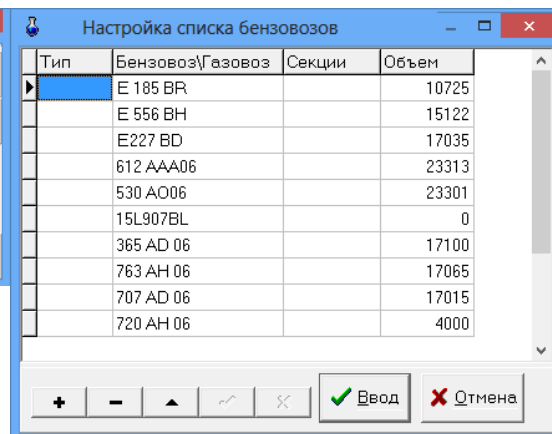 Настройка списка бензовозов
Тип Бензовоз\Газовоз Секции Объем
E 185 BR 10725
E 556 BH 15122
E227 BD 17035
612 AAA06 23313
530 AO06 23301
15L907BL 0
365 AD 06 17100
763 AH 06 17065
707 AD 06 17015
720 AH 06 4000
Ввод Отмена